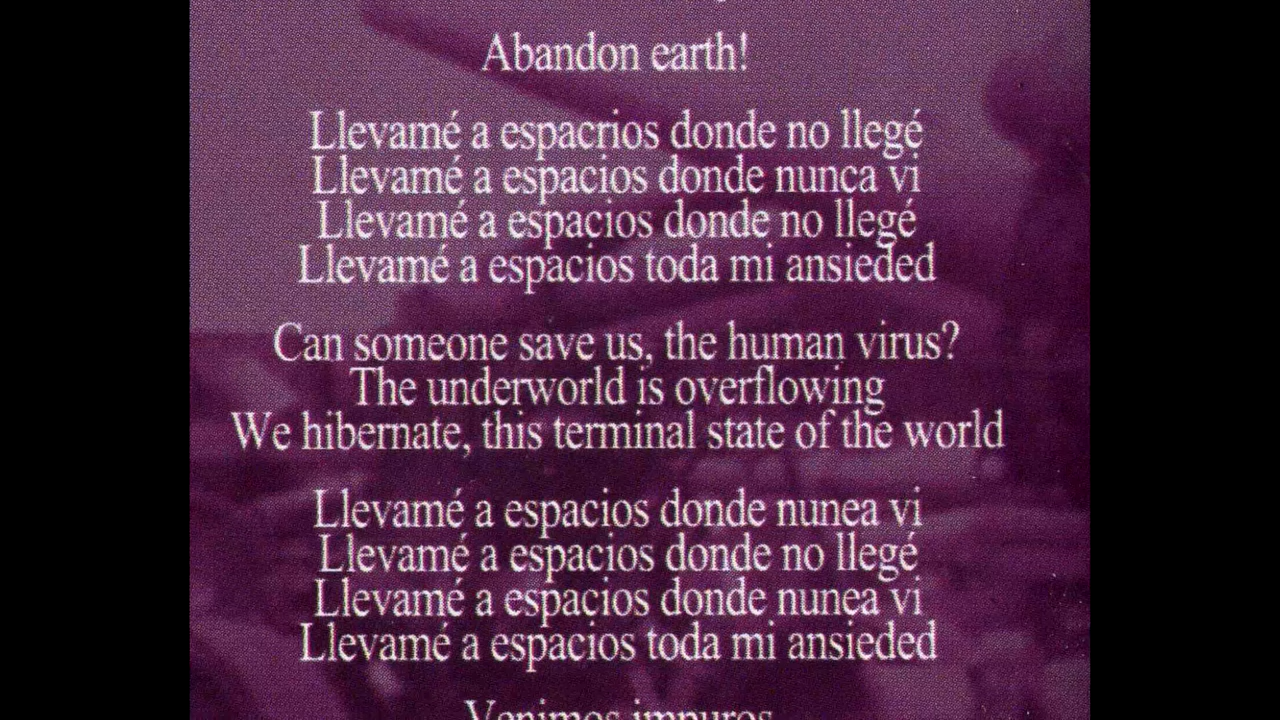 Abandon earth!
Llevamé a espacrios donde no llegé
Llevamé a espacios donde nunca vi
Llevamé a espacios donde no llegé
Llevamé a espacios toda mi ansieded
Can someone save us, the human virus?
The underworld is overflowing
We hibernate, this terminal state of the world
Llevamé a espacios donde nunea vi
Llevamé a espacios donde no llegé
Llevamé a espacios donde nunea vi
Llevamé a espacios toda mi ansieded
Venimos impuros